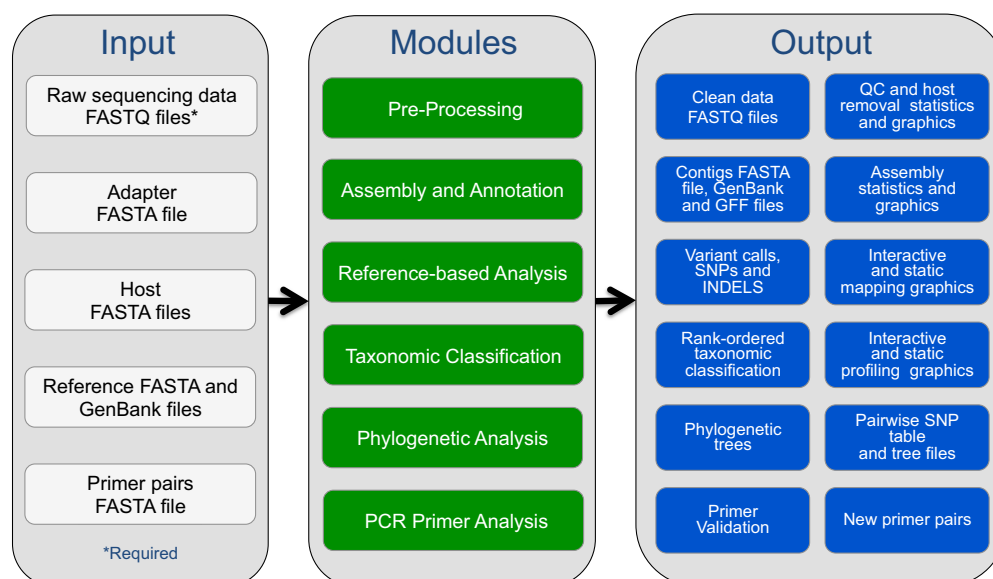 Input
Raw sequencing data
FASTQ files*
Adapter
FASTA file
Host
FASTA files
Reference FASTA and
GenBank files
Primer pairs
FASTA file
*Required
Modules
Pre-Processing
Assembly and Annotation
Reference-based Analysis
Taxonomic Classification
Phylogenetic Analysis
PCR Primer Analysis
Output
Clean data
FASTQ files
QC and host
removal statistics
and graphics
Contigs FASTA
file, GenBank
and GFF files
Assembly
statistics and
graphics
Variant calls,
SNPs and
INDELS
Interactive
and static
mapping graphics
Rank-ordered
taxonomic
classification
Interactive
and static
profiling graphics
Phylogenetic
trees
Pairwise SNP
table
and tree files
Primer
Validation
New primer pairs